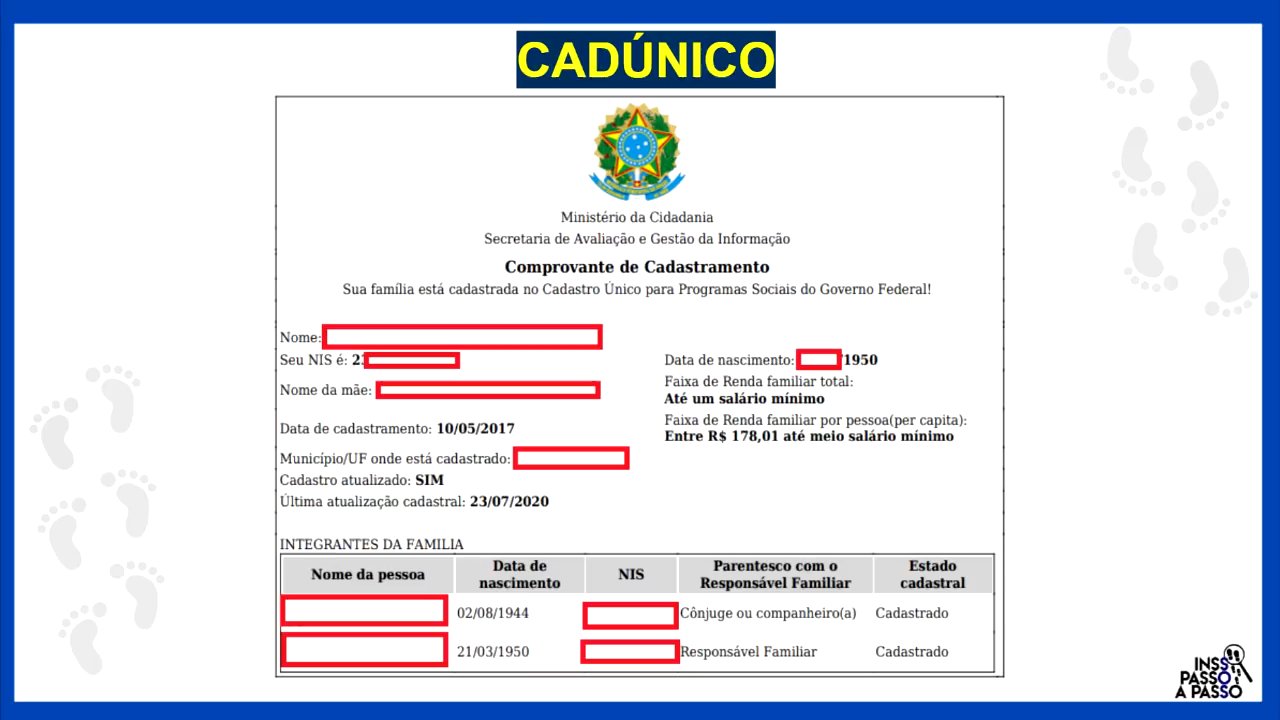 CADÚNICO
Ministério da Cidadania
Secretaria de Avaliação e Gestão da Informação
Comprovante de Cadastramento
Sua família está cadastrada no Cadastro Único para Programas Sociais do Governo Federal!
Nome:
Seu NIS é: 23
Nome da mãe:
Data de cadastramento: 10/05/2017
Município/UF onde está cadastrado:
Cadastro atualizado: SIM
Última atualização cadastral: 23/07/2020
Data de nascimento: /1950
Faixa de Renda familiar total:
Até um salário mínimo
Faixa de Renda familiar por pessoa(per capita):
Entre R$ 178,01 até meio salário mínimo
INTEGRANTES DA FAMILIA
Nome da pessoa Data de nascimento NIS Parentesco com o Responsável Familiar Estado cadastral
02/08/1944 Cônjuge ou companheiro(a) Cadastrado
21/03/1950 Responsável Familiar Cadastrado
INSS
PASSO
A PASSO